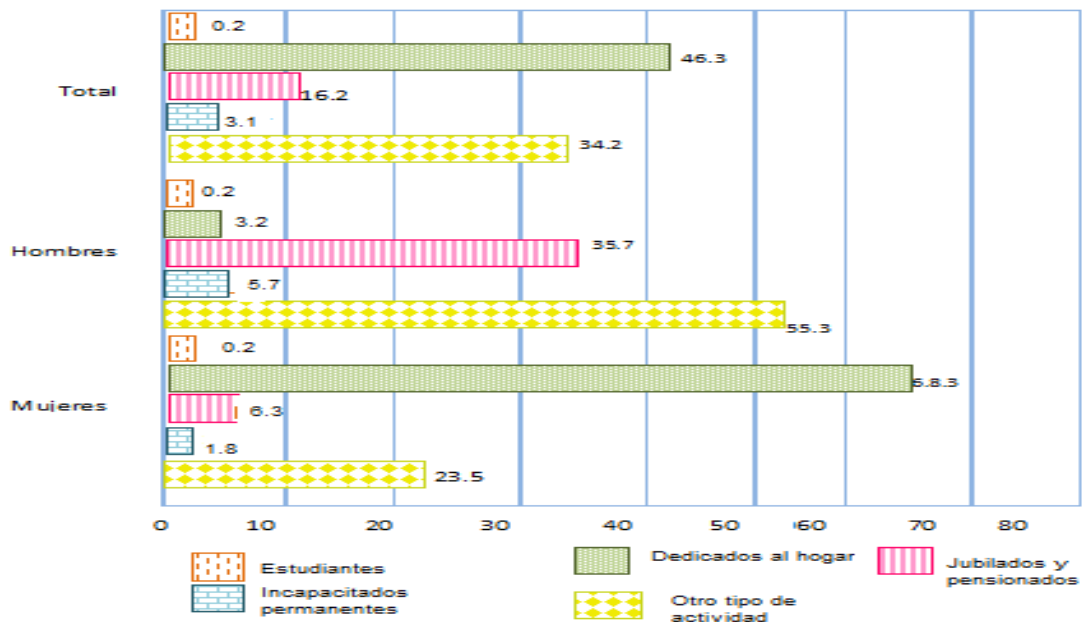 0.2
46.3
Total
16.2
3.1
34.2
0.2
3.2
Hombres
35.7
5.7
55.3
0.2
6.8.3
Mujeres
6.3
1.8
23.5
0 10 20 30 40 50 60 70 80
Estudiantes
Incapacitados
permanentes
Dedicados al hogar
Otro tipo de
actividad
Jubilados y
pensionados